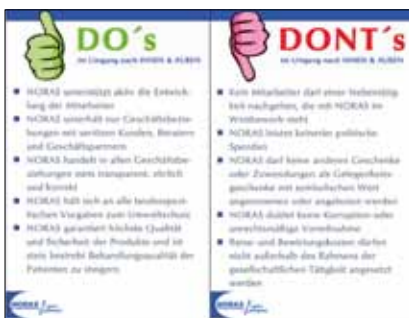 DO´s
im Umgang nach INNEN & AUßEN
NORAS unterstützt aktiv die Entwick-
lung der Mitarbeiter
NORAS unterhält nur Geschäftsbezie-
hungen mit seriösen Kunden, Beratern
und Geschäftspartnern
NORAS handelt in allen Geschäftsbe-
ziehungen stets transparent, ehrlich
und korrekt
NORAS hält sich an alle landesspezi-
fischen Vorgaben zum Umweltschutz
NORAS garantiert höchste Qualität
und Sicherheit der Produkte und ist
stets bestrebt Behandlungsqualität der
Patienten zu steigern
NORAS
DONT´s
im Umgang nach INNEN & AUßEN
Kein Mitarbeiter darf einer Nebentätig-
keit nachgehen, die mit NORAS im
Wettbewerb steht
NORAS leistet keinerlei politische
Spenden
NORAS darf keine anderen Geschenke
oder Zuwendungen als Gelegenheits-
geschenke mit symbolischen Wert
angenommen oder angeboten werden
NORAS duldet keine Korruption oder
unrechtmäßige Vorteilnahme
Reise- und Bewirtungskosten dürfen
nicht außerhalb des Rahmens der
gesellschaftlichen Tätigkeit angesetzt
werden
NORAS